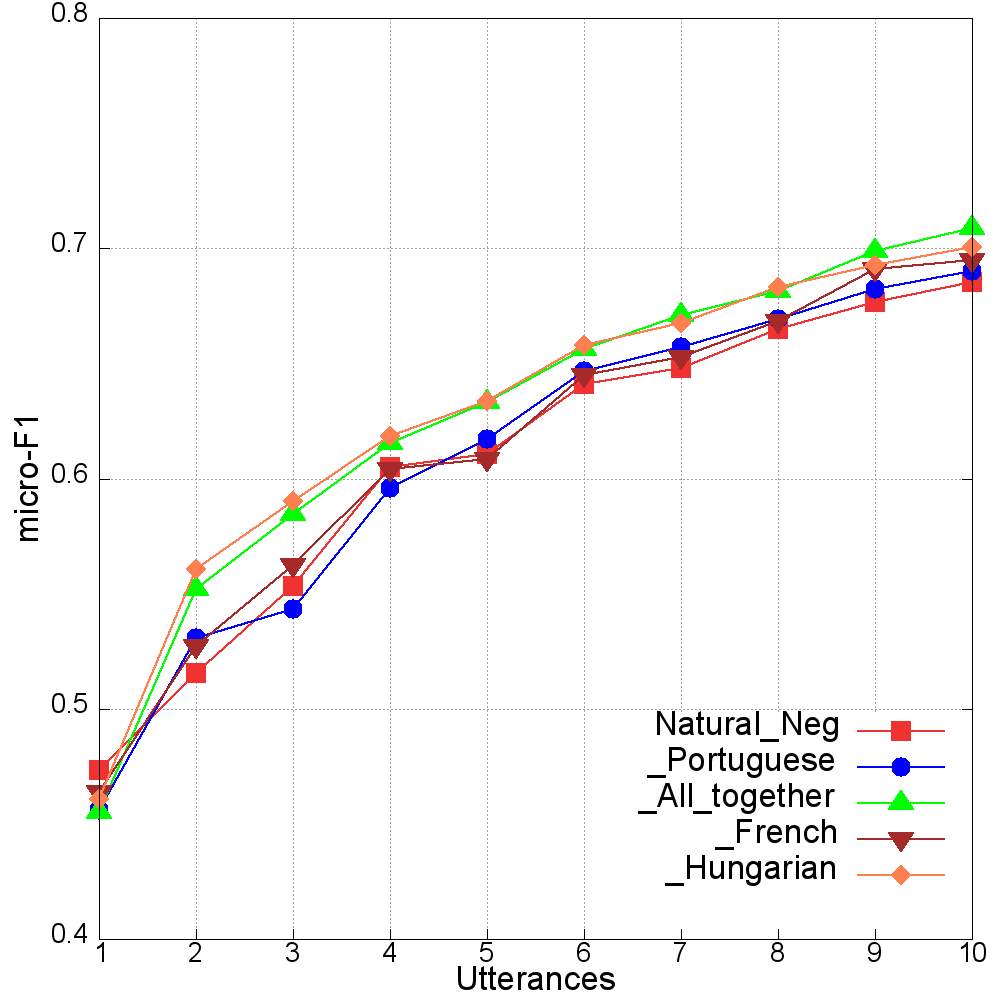 0.8
0.7
0.6
0.5
0.4
micro-F1
Natural_Neg
_Portuguese
_All_together
_French
_Hungarian
1 2 3 4 5 6 7 8 9 10
Utterances